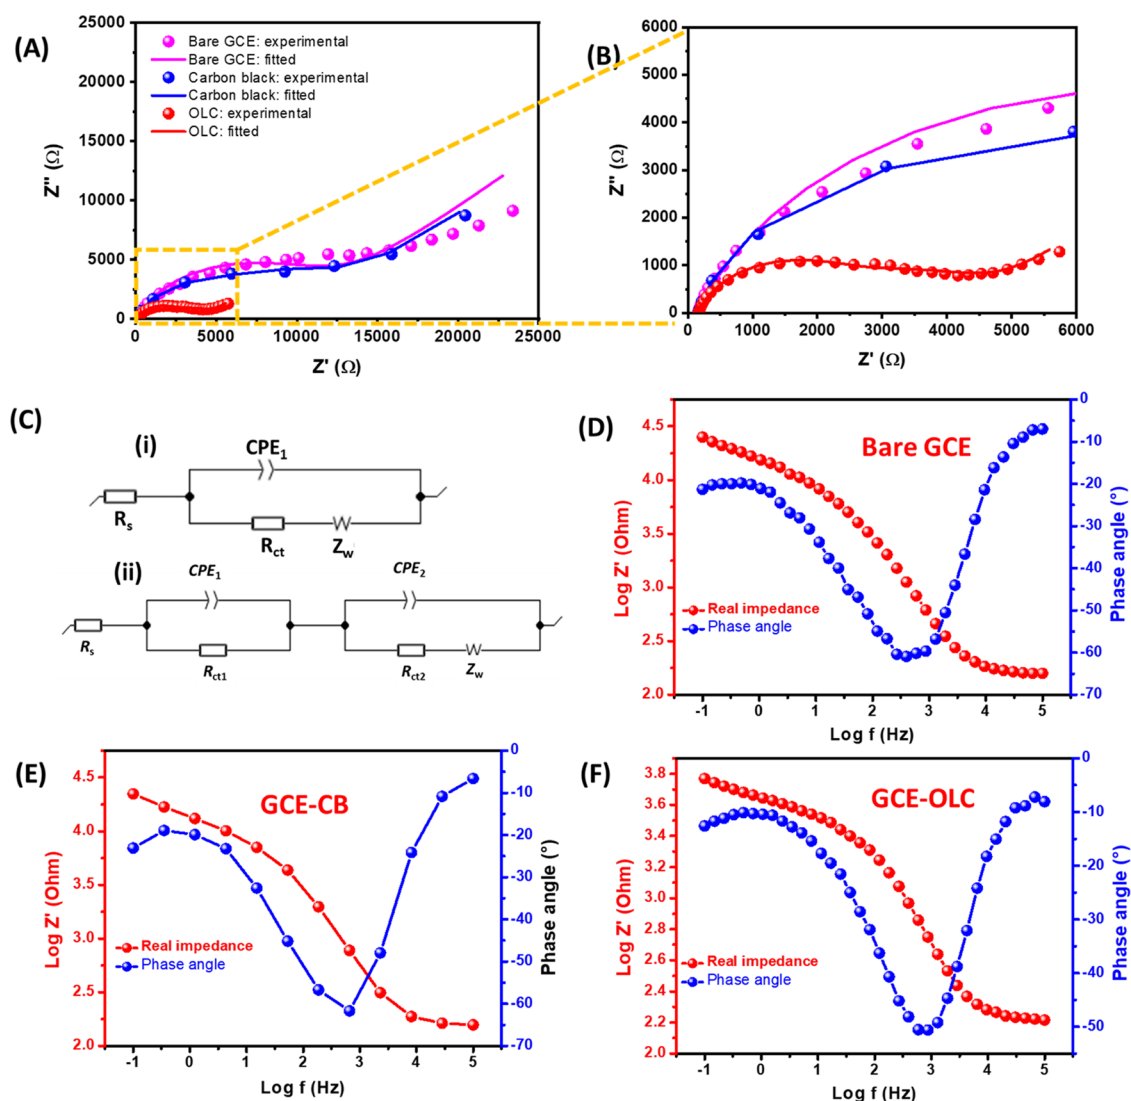 (A)
25000
20000
15000
10000
5000
0
Z'' (Ω)
Bare GCE: experimental
Bare GCE: fitted
Carbon black: experimental
Carbon black: fitted
OLC: experimental
OLC: fitted
0 5000 10000 15000 20000 25000
Z' (Ω)
(B)
6000
5000
4000
3000
2000
1000
0
Z'' (Ω)
0 1000 2000 3000 4000 5000 6000
Z' (Ω)
(C)
(i)
CPE1
Rs
Rct
Zw
(ii)
CPE1
CPE2
Rs
Rct1
Rct2
Zw
(D)
Bare GCE
4.5
4.0
3.5
3.0
2.5
2.0
Log Z' (Ohm)
Real impedance
Phase angle
0
-10
-20
-30
-40
-50
-60
-70
Phase angle (°)
-1 0 1 2 3 4 5
Log f (Hz)
(E)
GCE-CB
4.5
4.0
3.5
3.0
2.5
2.0
Log Z' (Ohm)
Real impedance
Phase angle
0
-10
-20
-30
-40
-50
-60
-70
Phase angle (°)
-1 0 1 2 3 4 5
Log f (Hz)
(F)
GCE-OLC
3.8
3.6
3.4
3.2
3.0
2.8
2.6
2.4
2.2
2.0
Log Z' (Ohm)
Real impedance
Phase angle
0
-10
-20
-30
-40
-50
Phase angle (°)
-1 0 1 2 3 4 5
Log f (Hz)